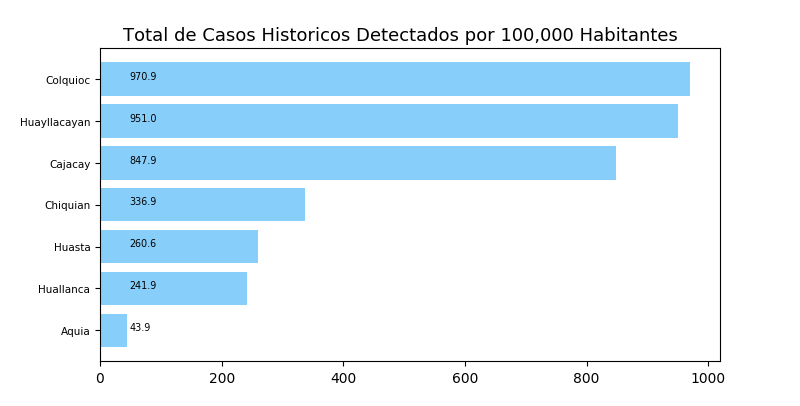 Total de Casos Historicos Detectados por 100,000 Habitantes
Colquioc 970.9
Huayllacayan 951.0
Cajacay 847.9
Chiquian 336.9
Huasta 260.6
Huallanca 241.9
Aquia 43.9
0 200 400 600 800 1000